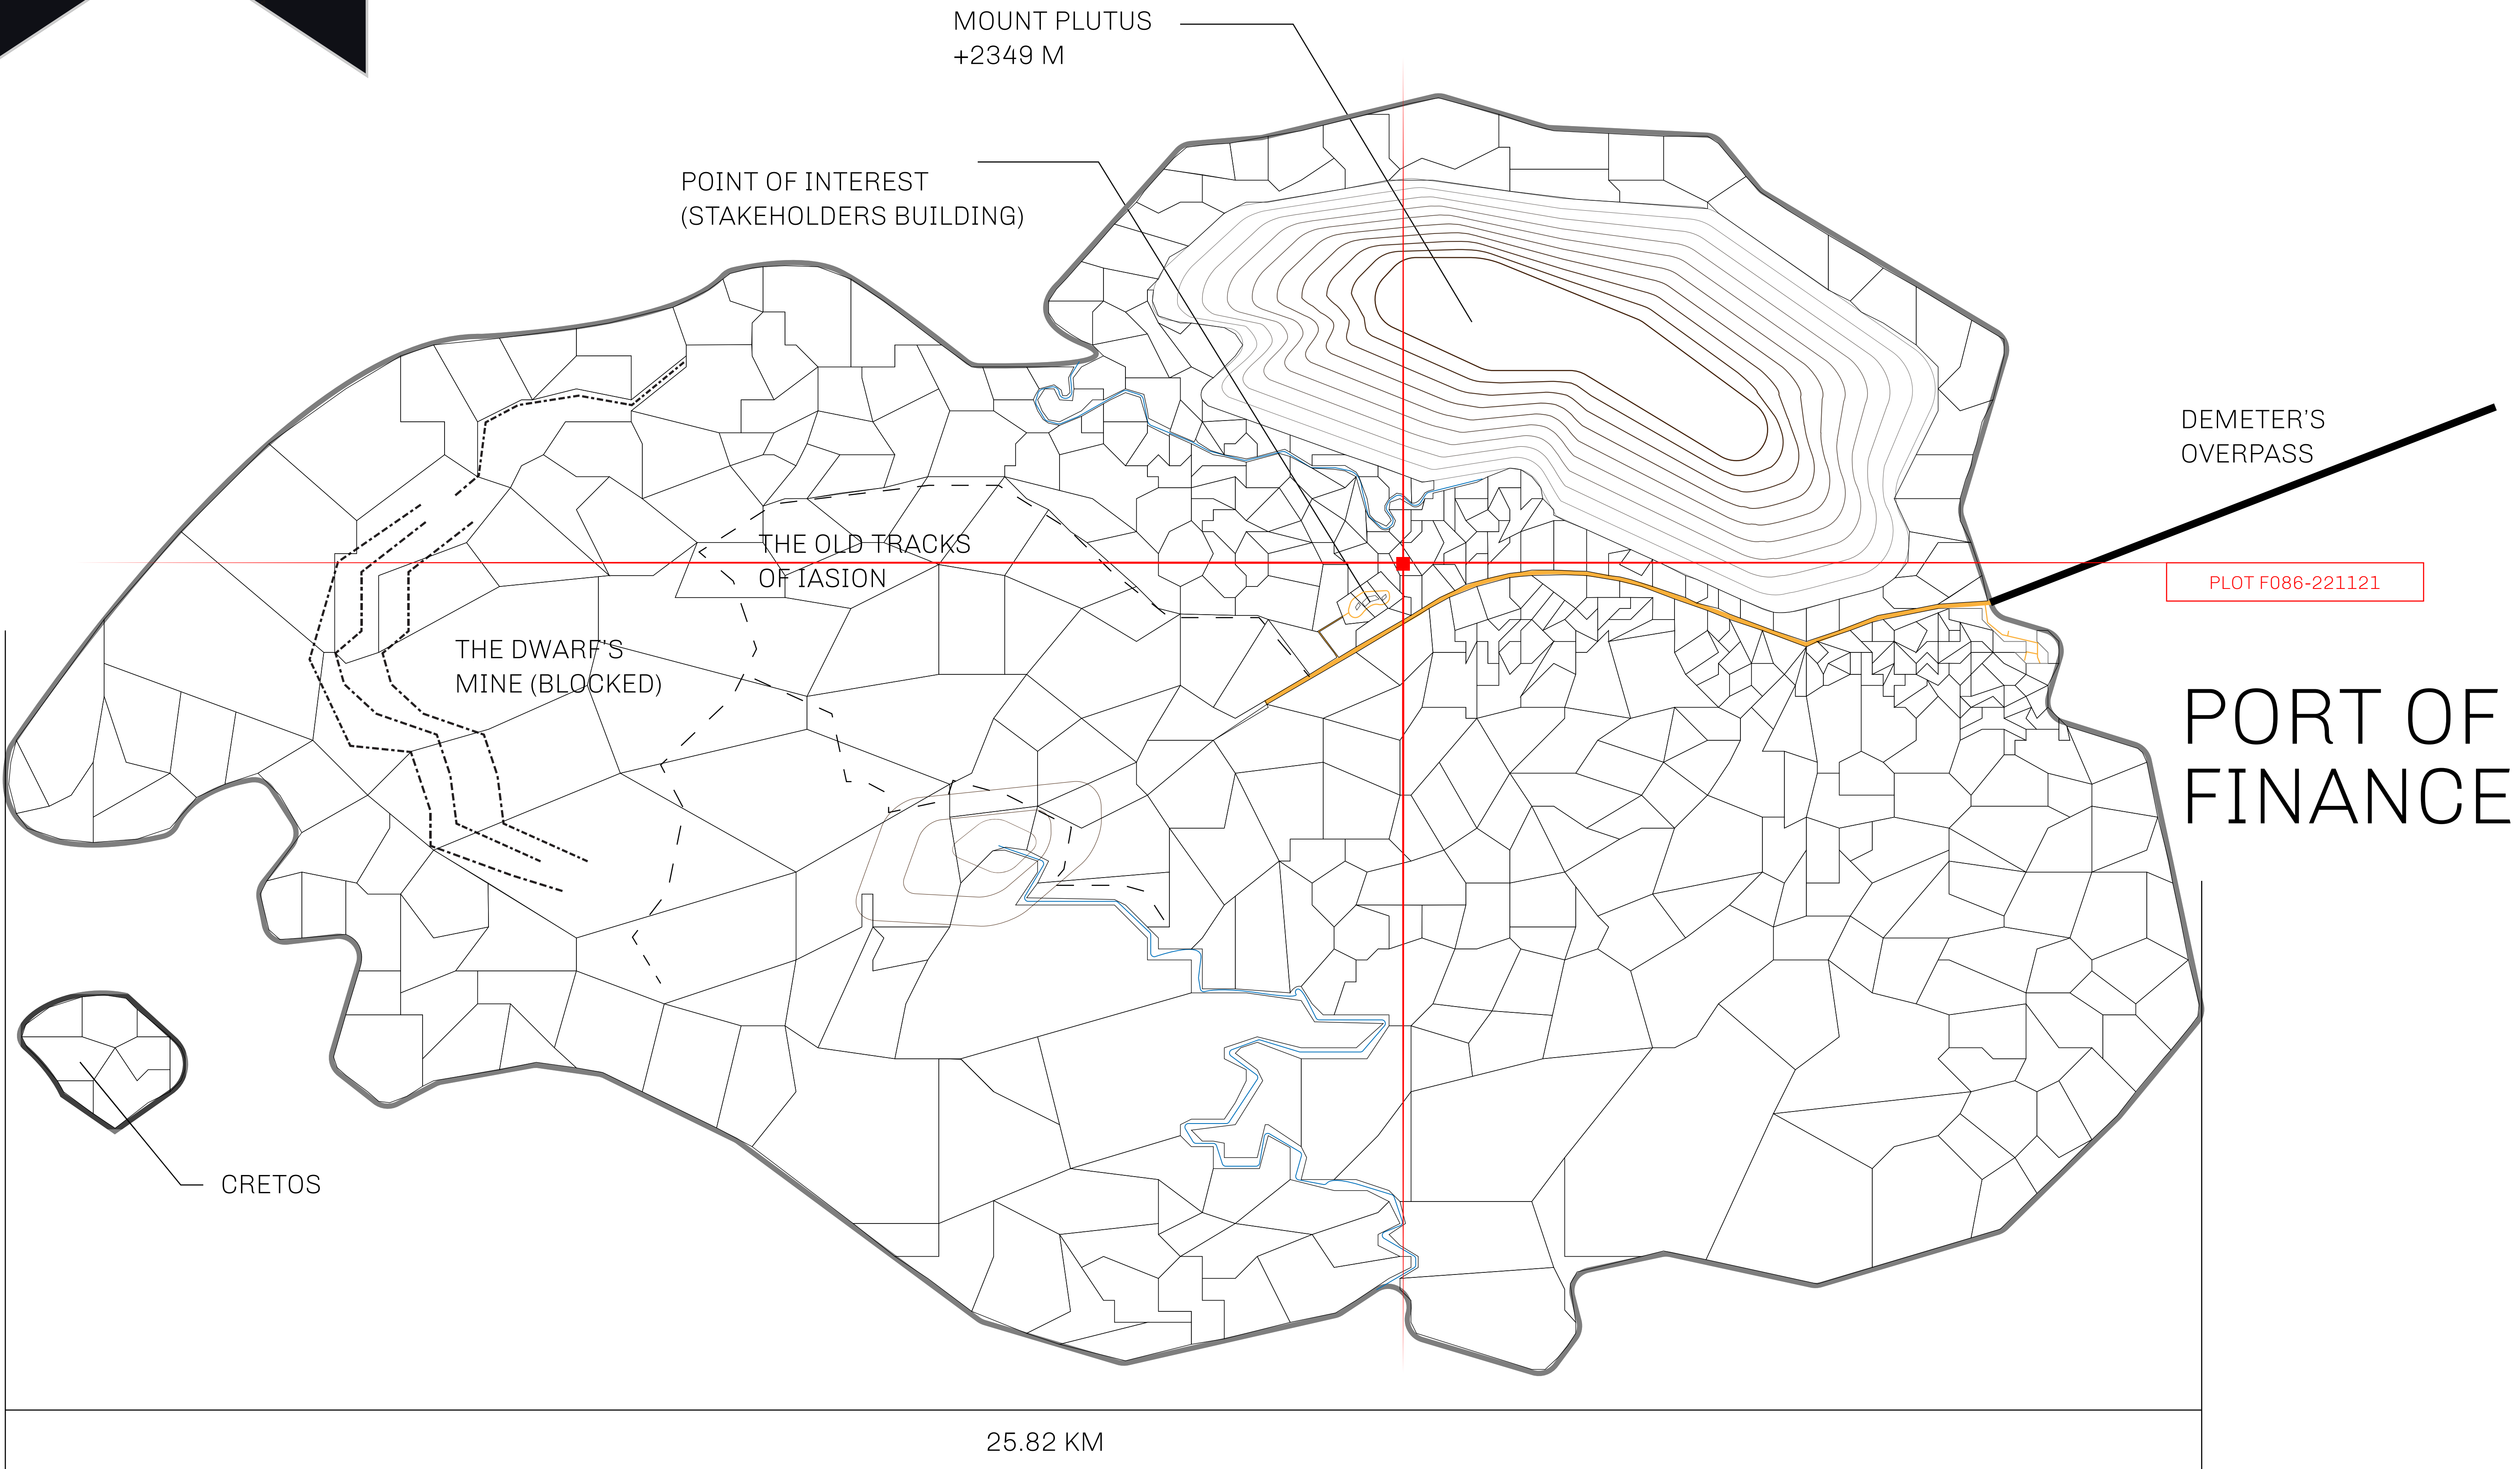 MOUNT PLUTUS
+2349 M
POINT OF INTEREST
(STAKEHOLDERS BUILDING)
DEMETER'S
OVERPASS
THE OLD TRACKS
OF IASION
PLOT F086-221121
THE DWARF'S
MINE (BLOCKED)
PORT OF
FINANCE
CRETOS
25.82 KM